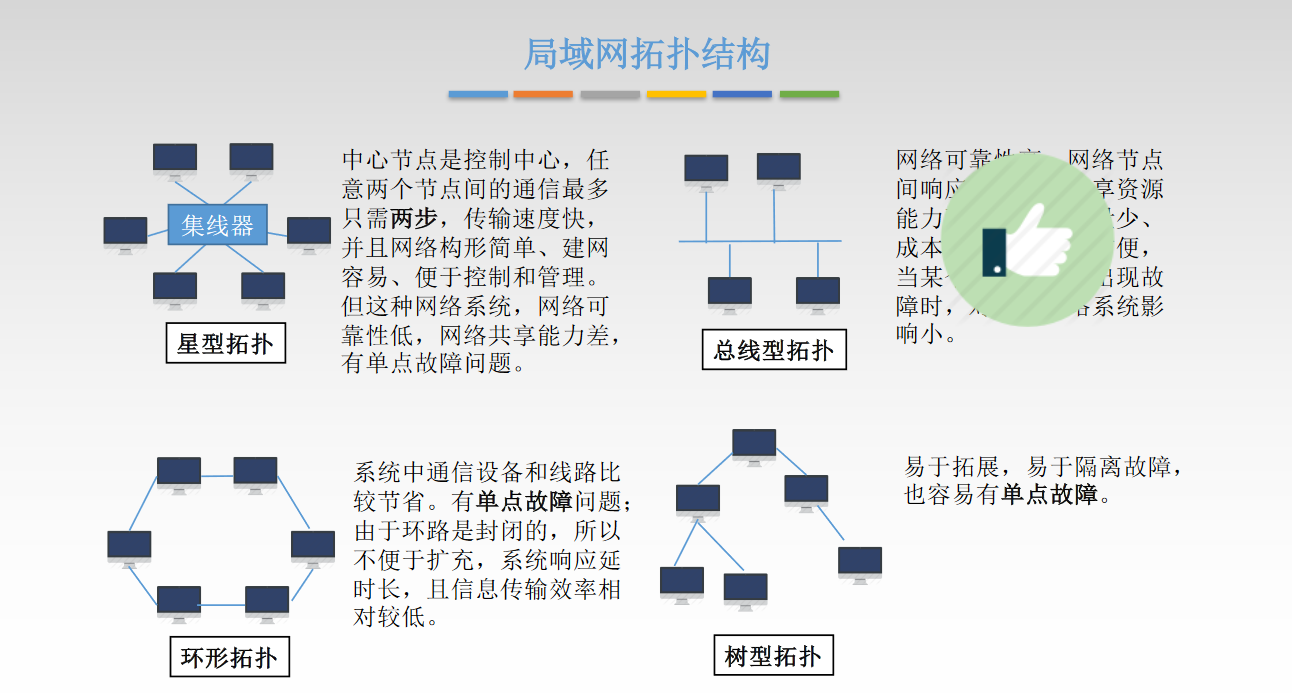 局域网拓扑结构
集线器
星型拓扑
中心节点是控制中心，任
意两个节点间的通信最多
只需两步，传输速度快，
并且网络构形简单、建网
容易、便于控制和管理。
但这种网络系统，网络可
靠性低，网络共享能力差，
有单点故障问题。
总线型拓扑
网络可靠性高，网络节点
间响应 享资源
能力 少、
成本 便，
当某 出现故
障时， 系统影
响小。
环形拓扑
系统中通信设备和线路比
较节省。有单点故障问题；
由于环路是封闭的，所以
不便于扩充，系统响应延
时长，且信息传输效率相
对较低。
树型拓扑
易于拓展，易于隔离故障，
也容易有单点故障。